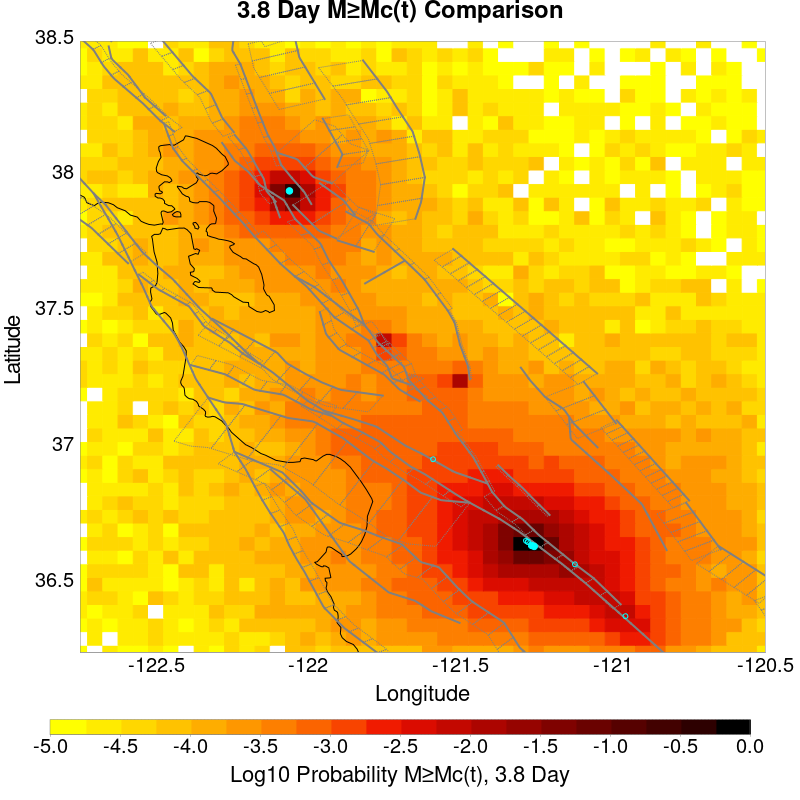 3.8 Day M≥Mc(t) Comparison
38.5
38
37.5
37
36.5
Latitude
-122.5 -122 -121.5 -121 -120.5
Longitude
-5.0 -4.5 -4.0 -3.5 -3.0 -2.5 -2.0 -1.5 -1.0 -0.5 0.0
Log10 Probability M≥Mc(t), 3.8 Day